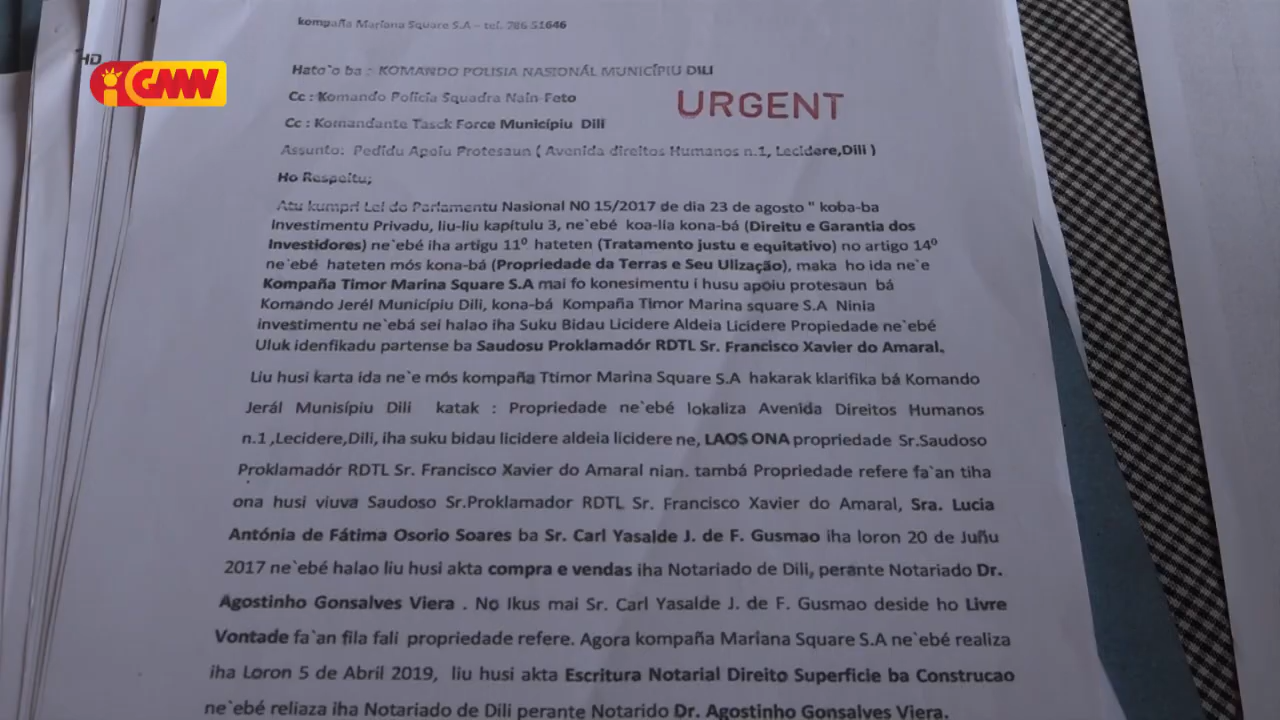 HD
GMN
kompaña Mariana Square S.A – tel. 786 51646
Hato`o ba : KOMANDO POLISIA NASIONÁL MUNICÍPIU DILI
Cc : Komando Policia Squadra Nain-Feto
URGENT
Cc : Komandante Tasck Force Municípiu Dili
Assunto: Pedidu Apoiu Protesaun ( Avenida direitos Humanos n.1, Lecidere,Dili )
Ho Respeitu;
Atu kumpri Lei do Parlamentu Nasional N0 15/2017 de dia 23 de agosto " koba-ba
Investimentu Privadu, liu-liu kapítulu 3, ne`ebé koa-lia kona-bá (Direitu e Garantia dos
Investidores) ne`ebé iha artigu 11⁰ hateten (Tratamento justu e equitativo) no artigo 14⁰
ne`ebé hateten mós kona-bá (Propriedade da Terras e Seu Ulização), maka ho ida ne`e
Kompaña Timor Marina Square S.A mai fo konesimentu i husu apoiu protesaun bá
Komando Jerél Municípiu Dili, kona-bá Kompaña Timor Marina square S.A Ninia
investimentu ne`ebá sei halao iha Suku Bidau Licidere Aldeia Licidere Propiedade ne`ebé
Uluk idenfikadu partense ba Saudosu Proklamadór RDTL Sr. Francisco Xavier do Amaral.
Liu husi karta ida ne`e mós kompaña Ttimor Marina Square S.A hakarak klarifika bá Komando
Jerál Munisípiu Dili katak : Propriedade ne`ebé lokaliza Avenida Direitos Humanos
n.1 ,Lecidere,Dili, iha suku bidau licidere aldeia licidere ne, LAOS ONA propriedade Sr.Saudoso
Proklamadór RDTL Sr. Francisco Xavier do Amaral nian. tambá Propriedade refere fa`an tiha
ona husi viuva Saudoso Sr.Proklamador RDTL Sr. Francisco Xavier do Amaral, Sra. Lucia
Antónia de Fátima Osorio Soares ba Sr. Carl Yasalde J. de F. Gusmao iha loron 20 de Juñu
2017 ne`ebé halao liu husi akta compra e vendas iha Notariado de Dili, perante Notariado Dr.
Agostinho Gonsalves Viera . No Ikus mai Sr. Carl Yasalde J. de F. Gusmao deside ho Livre
Vontade fa`an fila fali propriedade refere. Agora kompaña Mariana Square S.A ne`ebé realiza
iha Loron 5 de Abril 2019, liu husi akta Escritura Notarial Direito Superficie ba Construcao
ne`ebé reliaza iha Notariado de Dili perante Notarido Dr. Agostinho Gonsalves Viera.